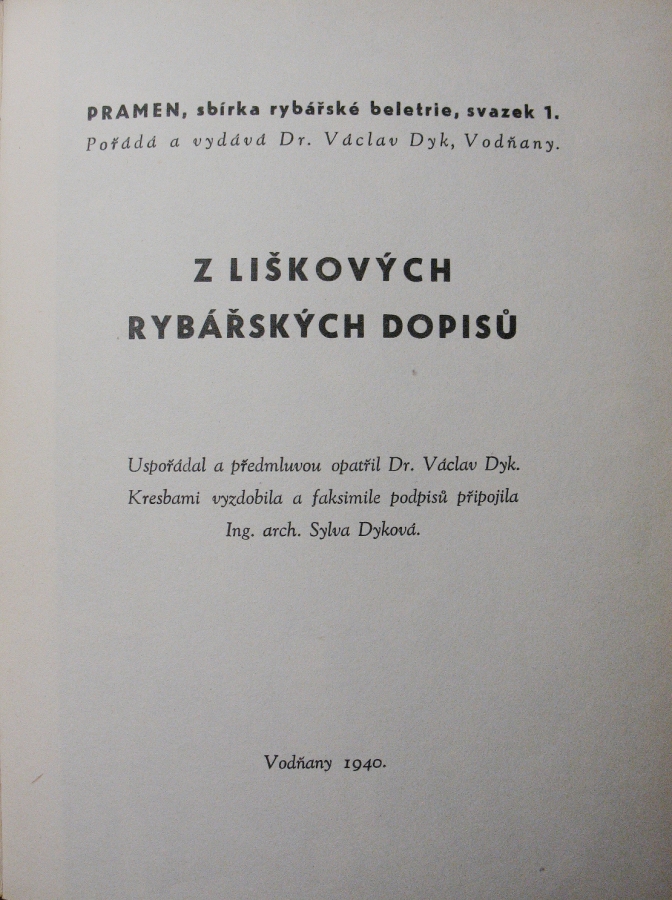 PRAMEN, sbírka rybářské beletrie, svazek 1.
Pořádá a vydává Dr. Václav Dyk, Vodňany.
Z LIŠKOVÝCH
RYBÁŘSKÝCH DOPISŮ
Uspořádal a předmluvou opatřil Dr. Václav Dyk.
Kresbami vyzdobila a faksimile podpisů připojila
Ing. arch. Sylva Dyková.
Vodňany 1940.